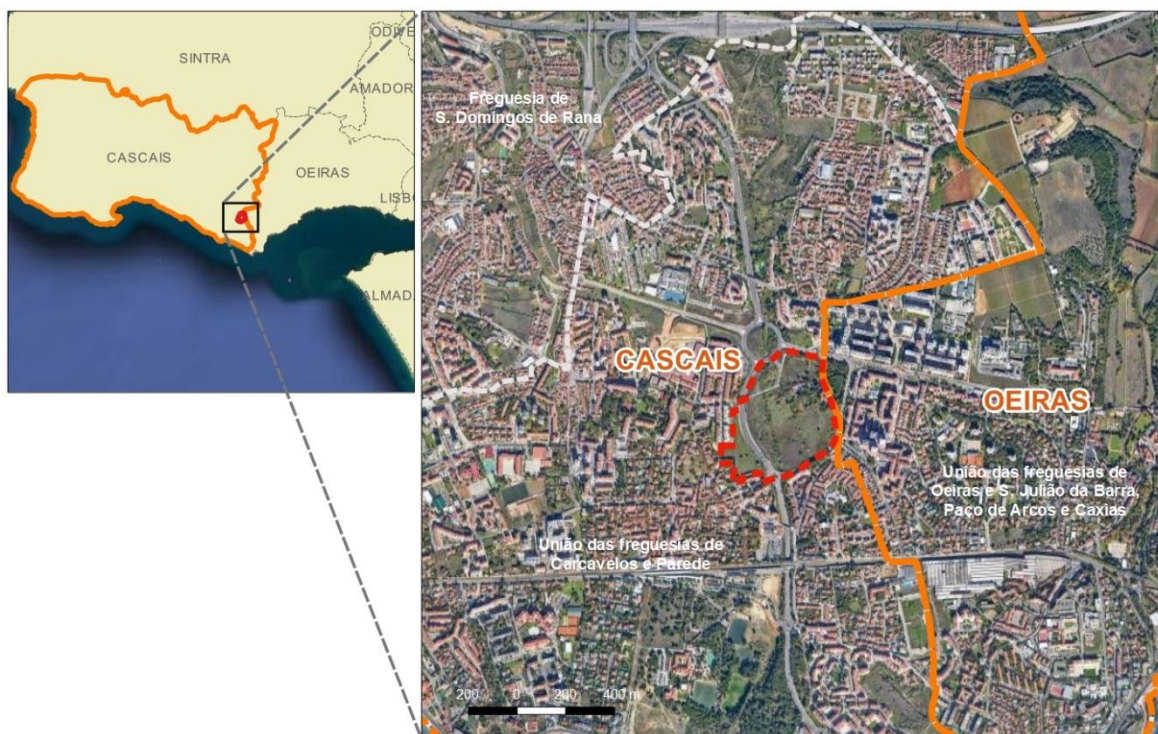 ODIVE
SINTRA
AMADOR
CASCAIS
OEIRAS
LISBO
ALMADA
Freguesia de
S. Domingos de Rana
CASCAIS
OEIRAS
União das freguesias de
Oeiras e S. Julião da Barra,
Paço de Arcos e Caxias
União das freguesias de
Carcavelos e Parede
200 0 200 400 m